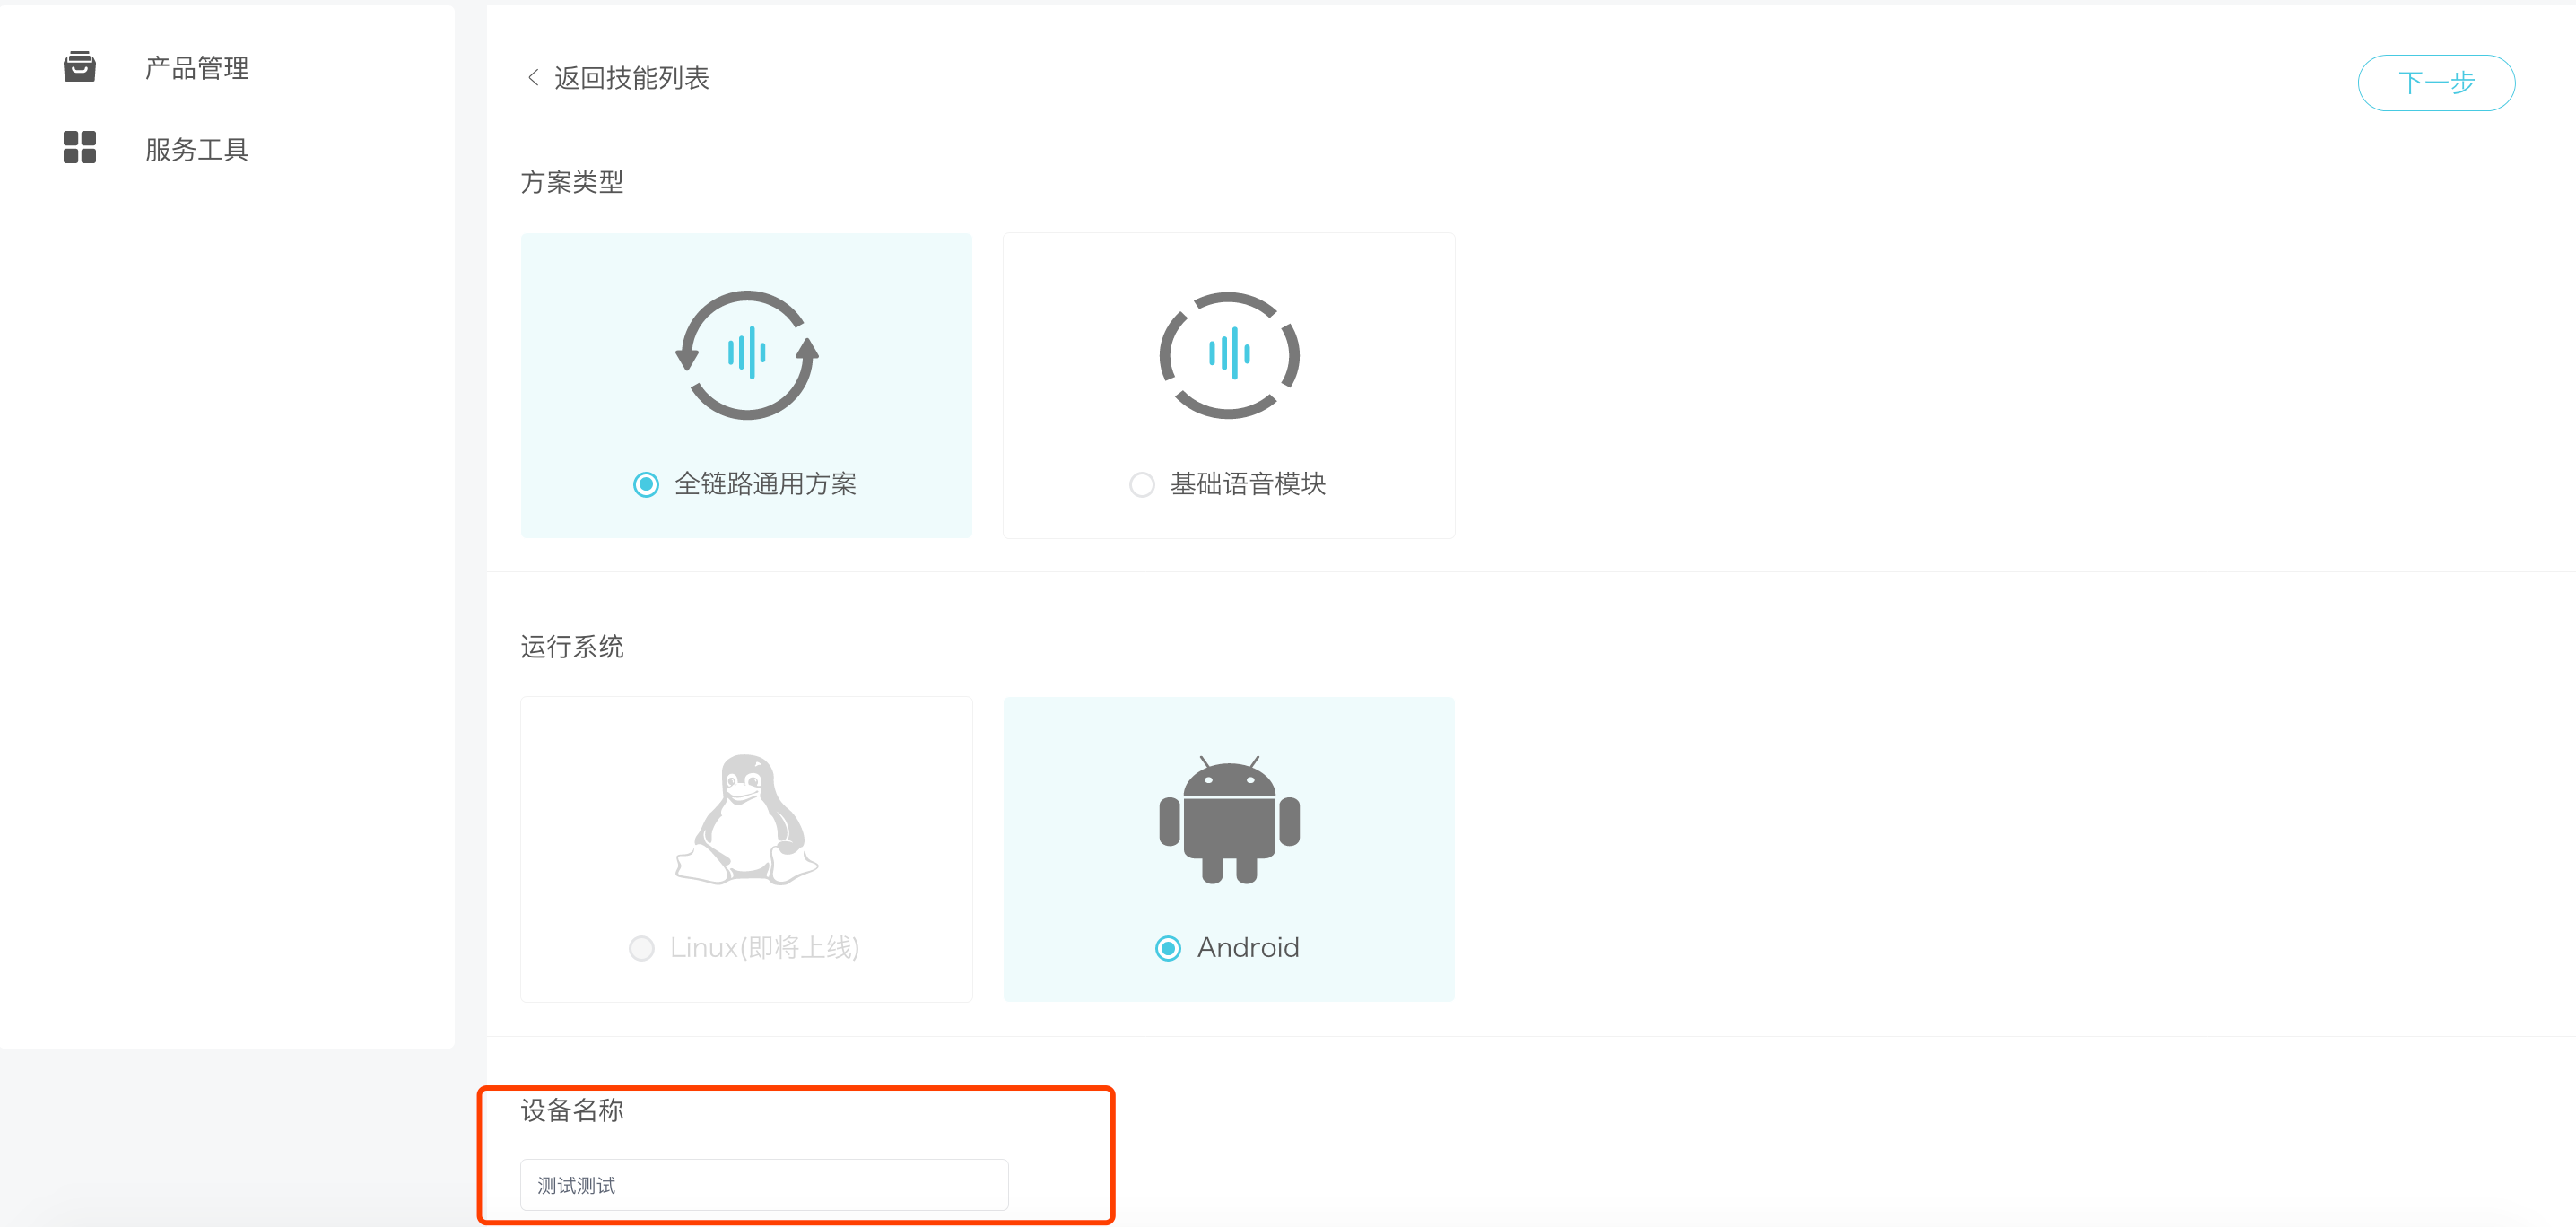 产品管理
服务工具
返回技能列表
下一步
方案类型
全链路通用方案
基础语音模块
运行系统
Linux(即将上线)
Android
设备名称
测试测试